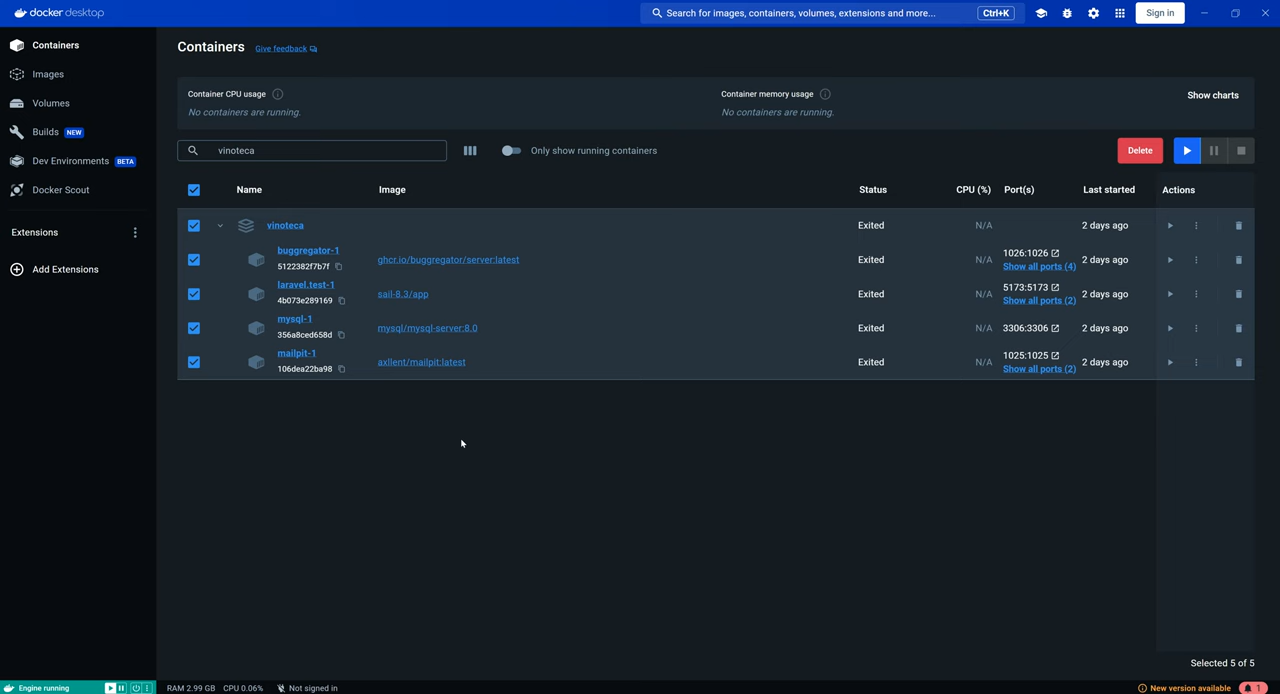 docker desktop
Search for images, containers, volumes, extensions and more...
Ctrl+K
Sign in
Containers
Images
Volumes
Builds NEW
Dev Environments BETA
Docker Scout
Extensions
Add Extensions
Containers Give feedback
Container CPU usage
No containers are running.
Container memory usage
No containers are running.
Show charts
vinoteca
Only show running containers
Delete
Name Image Status CPU (%) Port(s) Last started Actions
vinoteca Exited N/A 2 days ago
buggregator-1
5122382f7b7f
ghcr.io/buggregator/server:latest Exited N/A
1026:1026
Show all ports (4)
2 days ago
laravel.test-1
4b073e289169
sail-8.3/app Exited N/A
5173:5173
Show all ports (2)
2 days ago
mysql-1
356a8ced658d
mysql/mysql-server:8.0 Exited N/A 3306:3306 2 days ago
mailpit-1
106dea22ba98
axllent/mailpit:latest Exited N/A
1025:1025
Show all ports (2)
2 days ago
Selected 5 of 5
Engine running
RAM 2.99 GB CPU 0.06% Not signed in
New version available
1